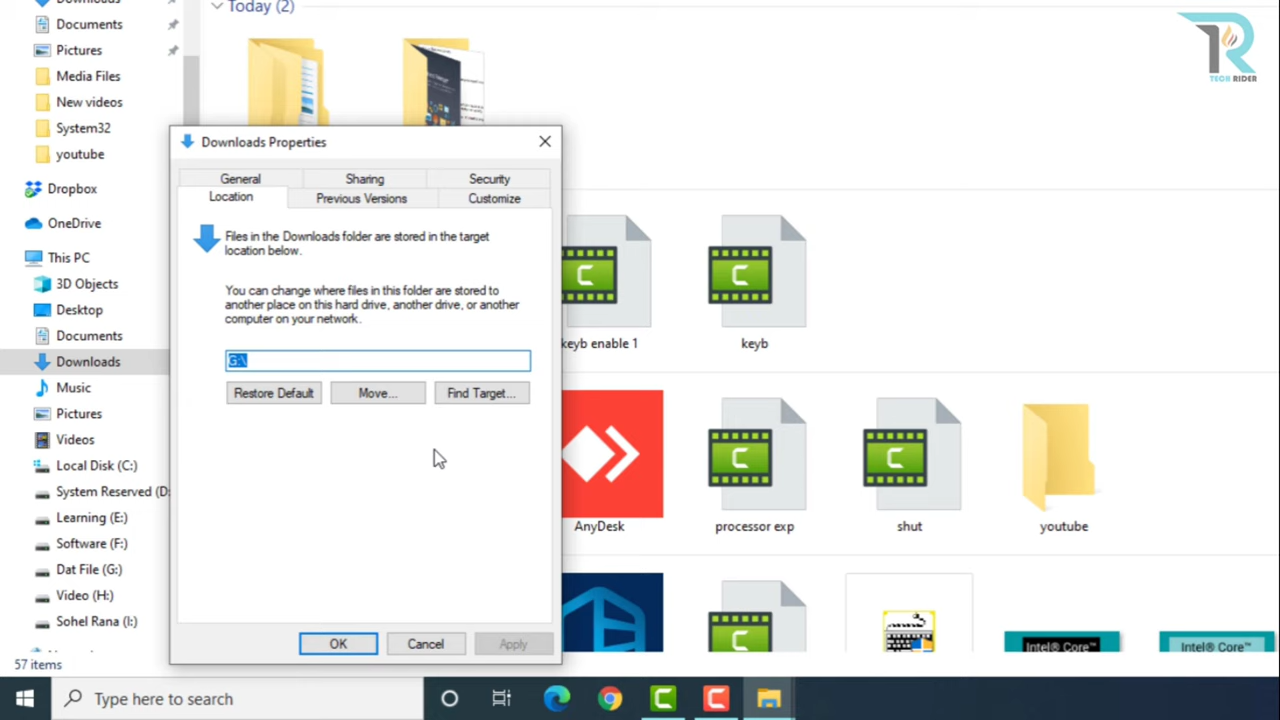 Downloads
Documents
Pictures
Media Files
New videos
System32
youtube
Dropbox
OneDrive
This PC
3D Objects
Desktop
Documents
Downloads
Music
Pictures
Videos
Local Disk (C:)
System Reserved (D:
Learning (E:)
Software (F:)
Dat File (G:)
Video (H:)
Sohel Rana (I:)
57 items
Today (2)
TECH RIDER
Downloads Properties
General
Sharing
Security
Location
Previous Versions
Customize
Files in the Downloads folder are stored in the target
location below.
You can change where files in this folder are stored to
another place on this hard drive, another drive, or another
computer on your network.
G:\
Restore Default
Move...
Find Target...
OK
Cancel
Apply
keyb enable 1
keyb
AnyDesk
processor exp
shut
youtube
Intel® Core™
Intel® Core™
Type here to search